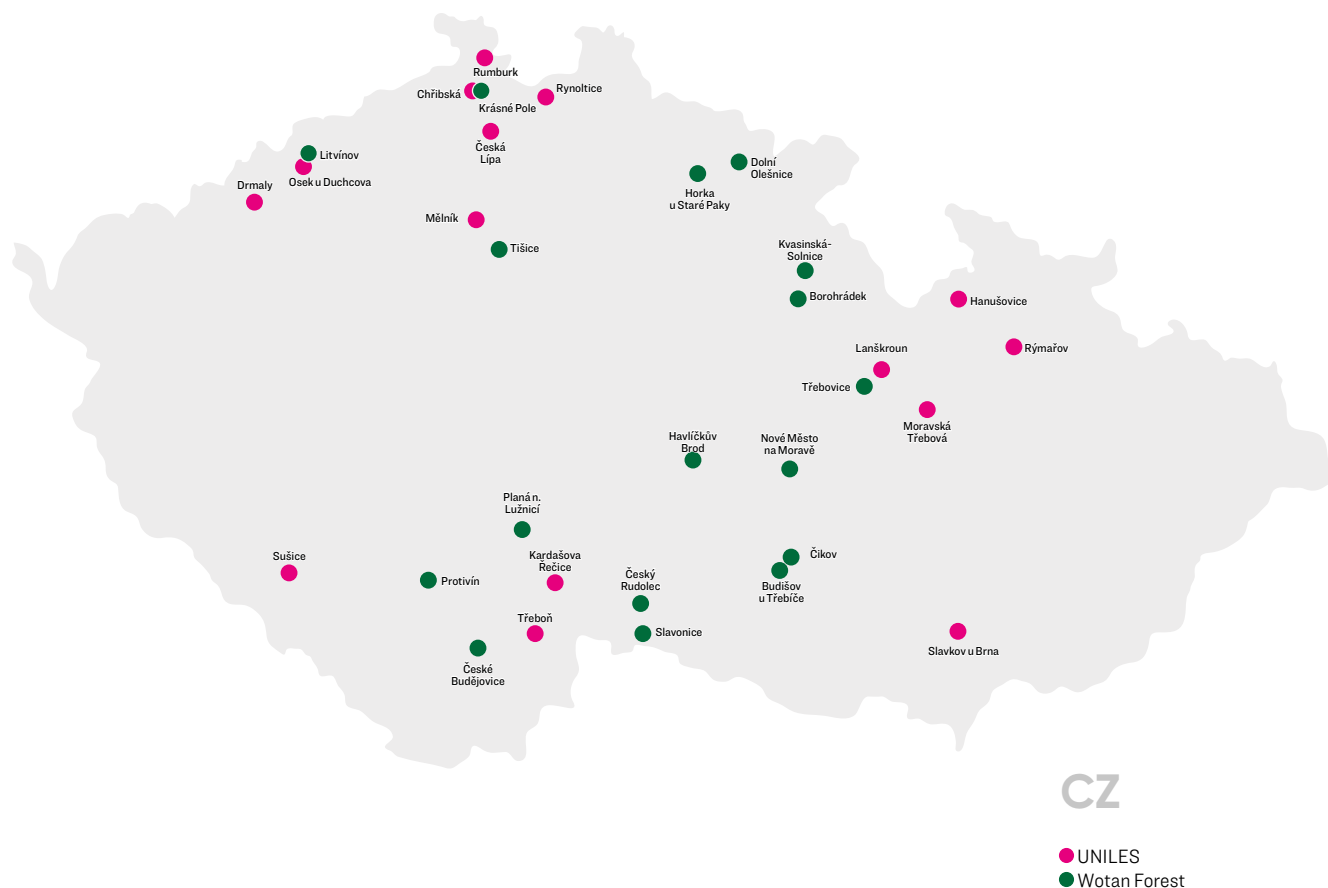 Rumburk
Chřibská
Krásné Pole
Rynoltice
Česká
Lípa
Litvínov
Osek u Duchcova
Drmaly
Dolní
Olešnice
Horka
u Staré Paky
Mělník
Tišice
Kvasinská-
Solnice
Borohrádek
Hanušovice
Rýmařov
Lanškroun
Třebovice
Moravská
Třebová
Havlíčkův
Brod
Nové Město
na Moravě
Planá n.
Lužnicí
Sušice
Protivín
Kardašova
Řečice
Český
Rudolec
Čikov
Budišov
u Třebíče
Třeboň
Slavonice
České
Budějovice
Slavkov u Brna
CZ
UNILES
Wotan Forest